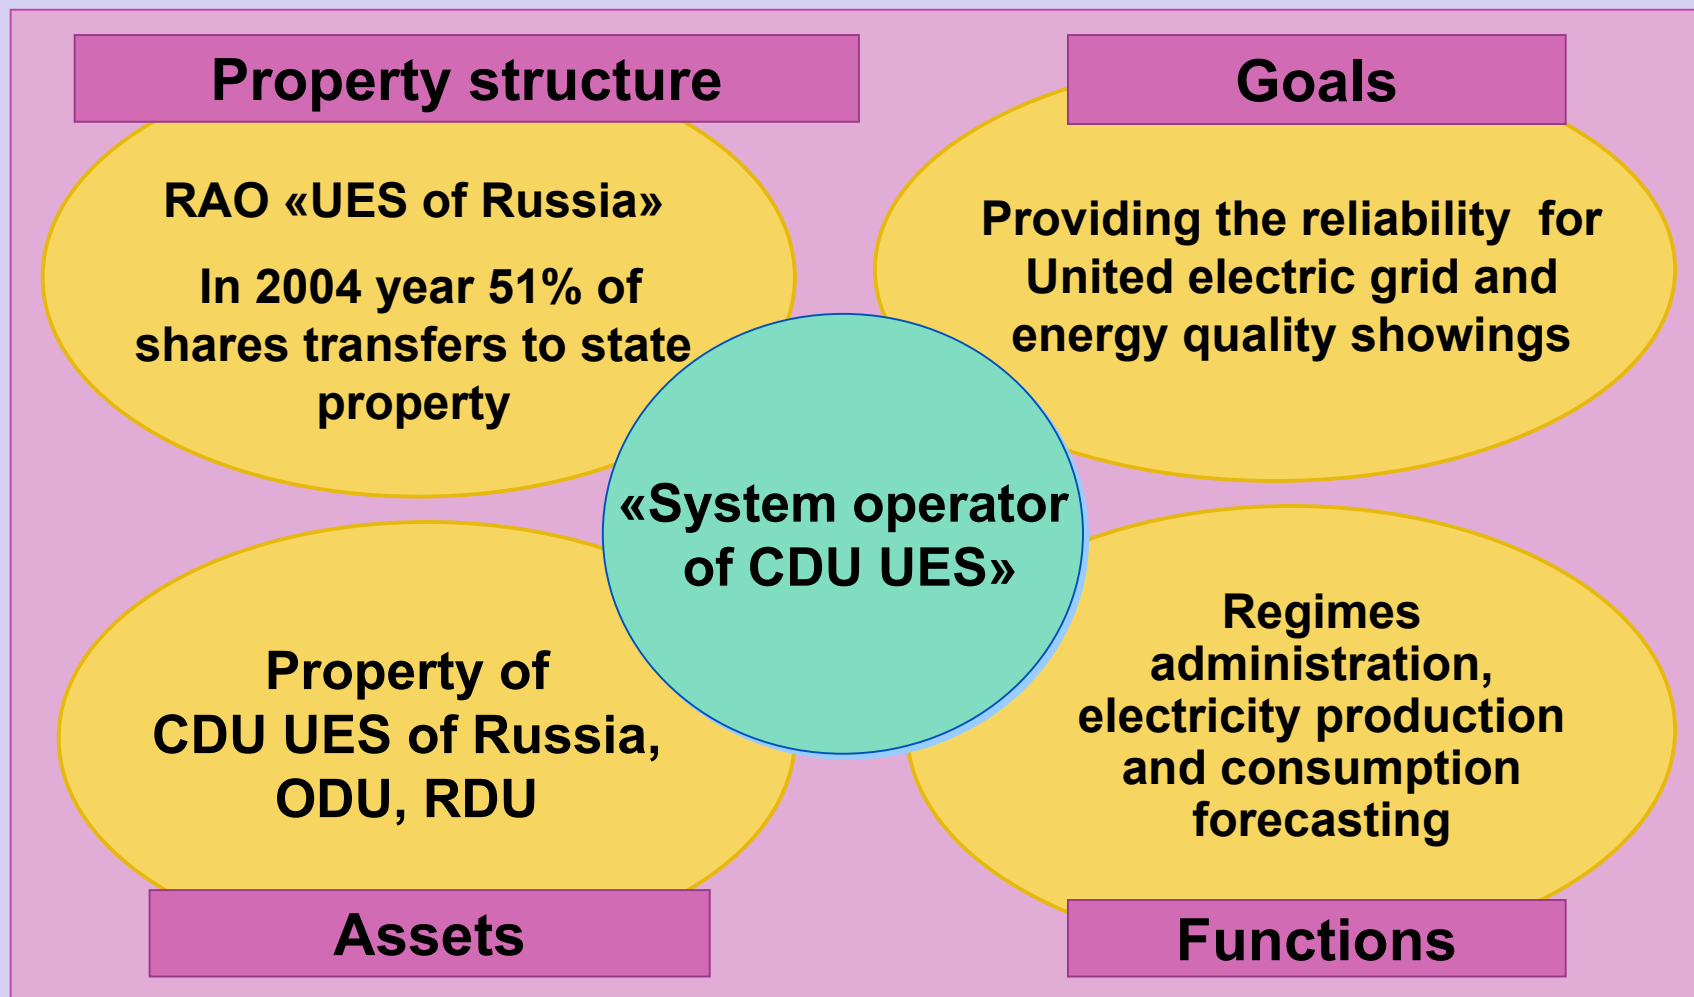 Property structure
RAO «UES of Russia»
In 2004 year 51% of
shares transfers to state
property
Goals
Providing the reliability for
United electric grid and
energy quality showings
«System operator
of CDU UES»
Property of
CDU UES of Russia,
ODU, RDU
Assets
Regimes
administration,
electricity production
and consumption
forecasting
Functions